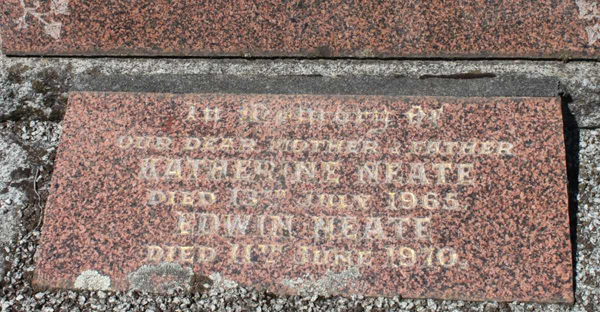 In Memory Of
OUR DEAR MOTHER & FATHER
KATHERINE NEATE
DIED 13TH JULY 1965.
EDWIN NEATE
DIED 11TH JUNE 1970.